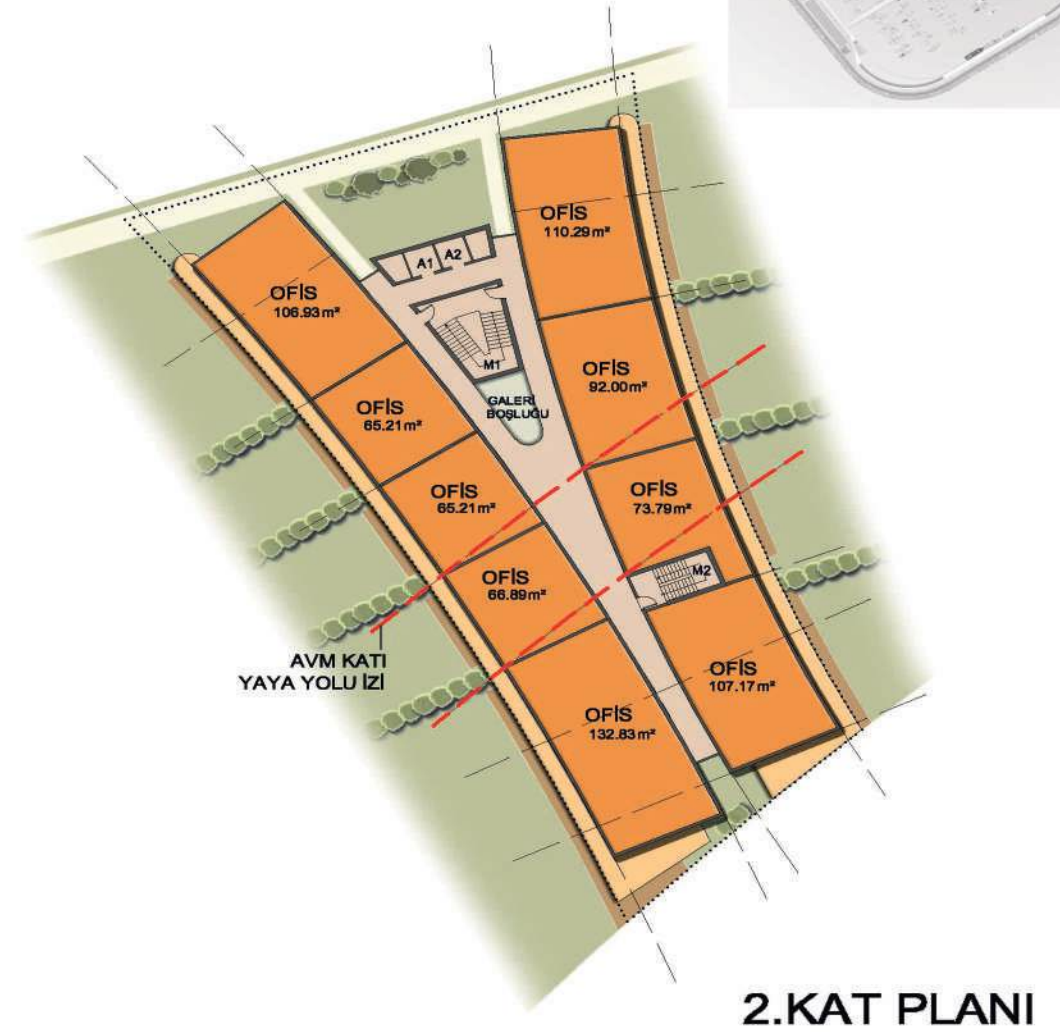 OFİS
110.29 m²
A1 A2
OFİS
106.93 m²
M1
OFİS
92.00 m²
GALERİ
BOŞLUĞU
OFİS
65.21 m²
OFİS
65.21 m²
OFİS
73.79 m²
M2
OFİS
66.89 m²
AVM KATI
YAYA YOLU İZİ
OFİS
107.17 m²
OFİS
132.83 m²
2.KAT PLANI